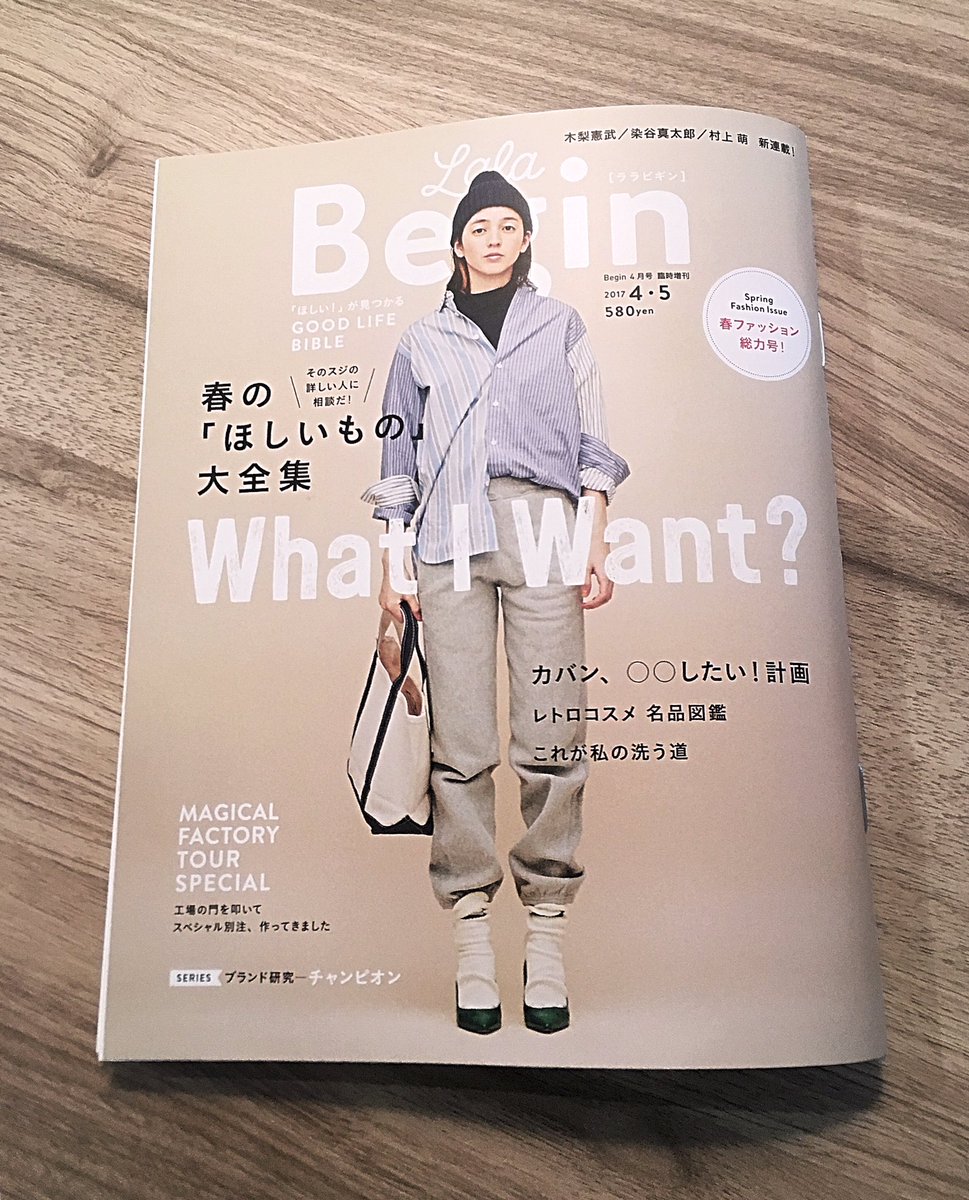 木梨憲武／染谷真太郎／村上 萌 新連載！
Lala
Begin
［ララビギン］
Begin 4月号 臨時増刊
2017 4・5
580yen
「ほしい！」が見つかる
GOOD LIFE
BIBLE
Spring
Fashion Issue
春ファッション
総力号！
そのスジの
詳しい人に
相談だ！
春の
「ほしいもの」
大全集
What I Want?
カバン、○○したい！計画
レトロコスメ 名品図鑑
これが私の洗う道
MAGICAL
FACTORY
TOUR
SPECIAL
工場の門を叩いて
スペシャル別注、作ってきました
SERIES ブランド研究―チャンピオン